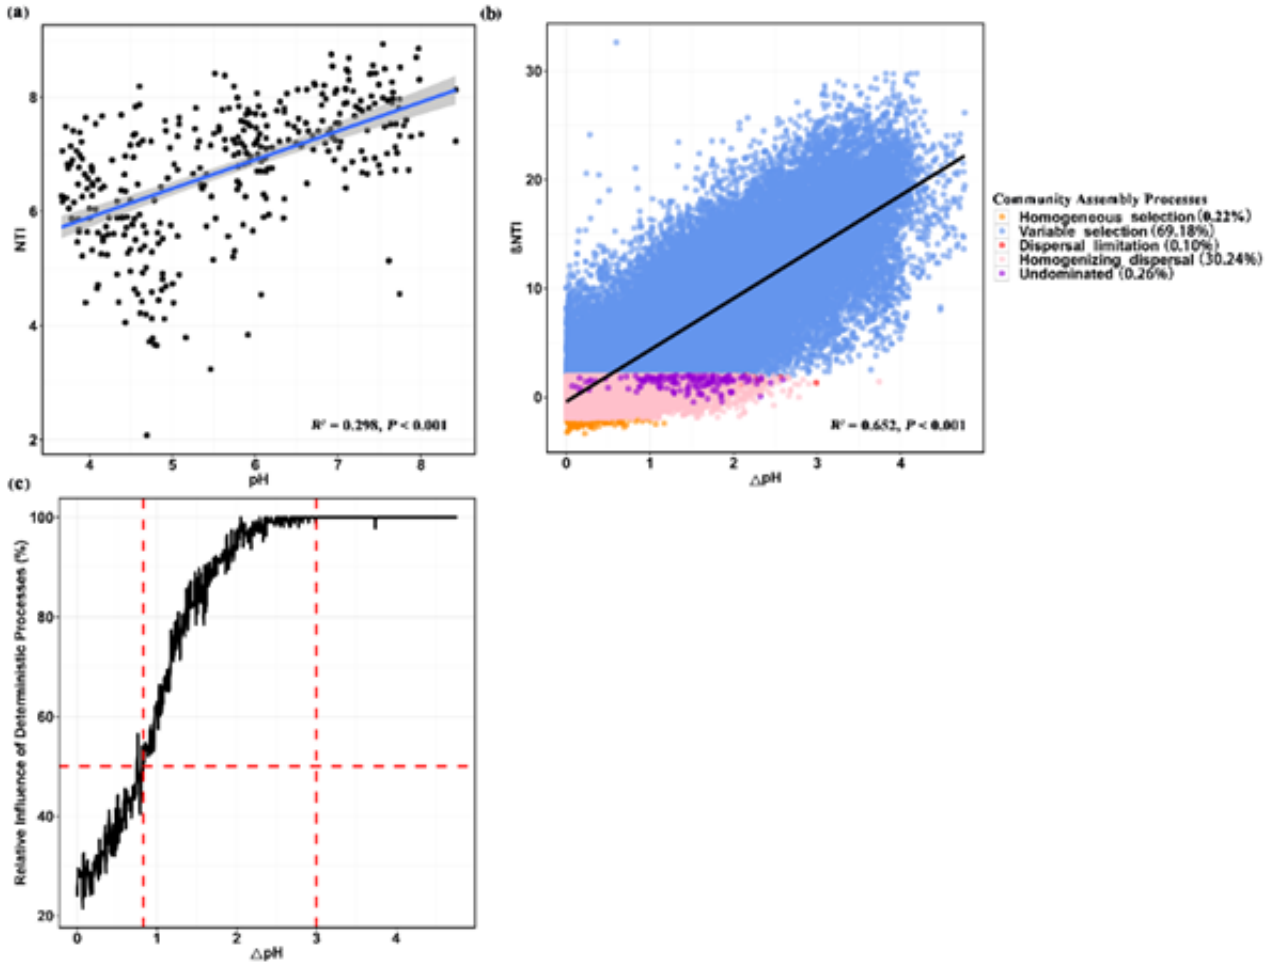 (a)
8
6
4
2
NTI
4 5 6 7 8
pH
R² = 0.298, P < 0.001
(b)
30
20
10
0
ßNTI
0 1 2 3 4
△pH
R² = 0.652, P < 0.001
Community Assembly Processes
Homogeneous selection (0.22%)
Variable selection (69.18%)
Dispersal limitation (0.10%)
Homogenizing dispersal (30.24%)
Undominated (0.26%)
(c)
100
80
60
40
20
Relative Influence of Deterministic Processes (%)
0 1 2 3 4
△pH